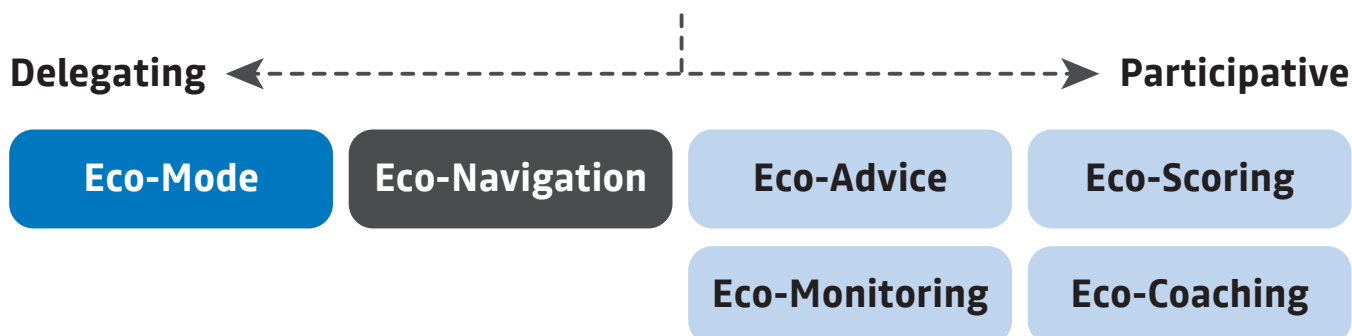 Delegating Participative
Eco-Mode Eco-Navigation Eco-Advice Eco-Scoring
Eco-Monitoring Eco-Coaching